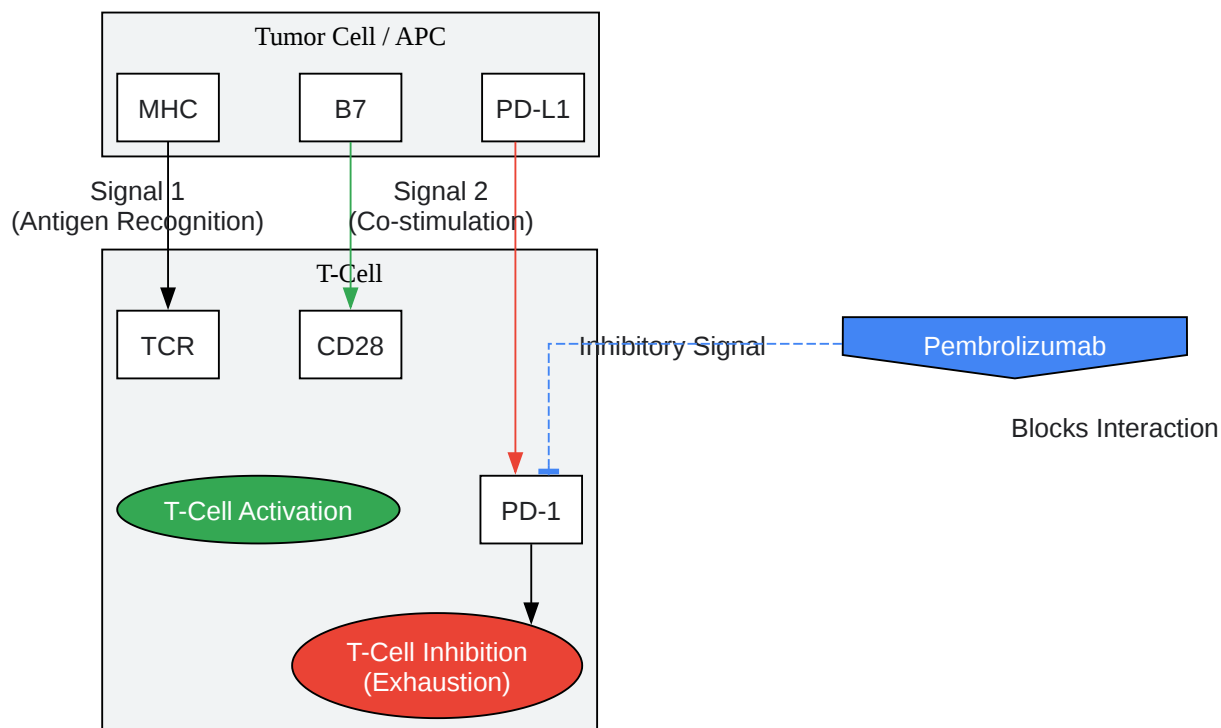 Tumor Cell / APC
MHC
B7
PD-L1
Signal 1
(Antigen Recognition)
Signal 2
(Co-stimulation)
T-Cell
TCR
CD28
Inhibitory Signal
Pembrolizumab
Blocks Interaction
T-Cell Activation
PD-1
T-Cell Inhibition
(Exhaustion)